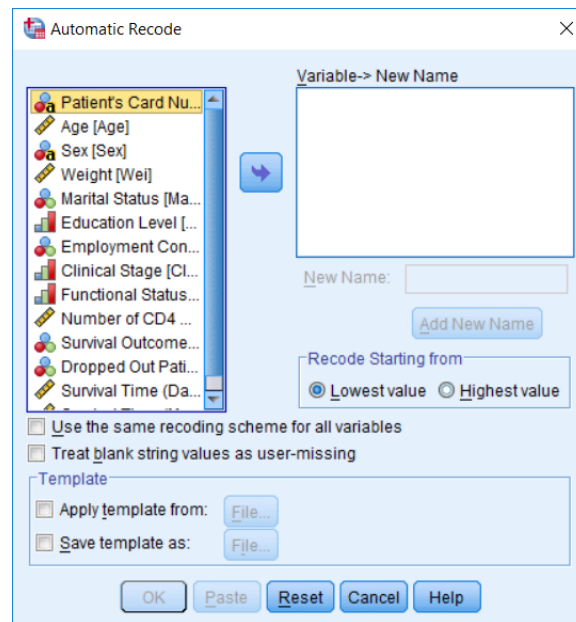 Automatic Recode
Variable-> New Name
Patient's Card Nu...
Age [Age]
Sex [Sex]
Weight [Wei]
Marital Status [Ma...
Education Level [...
Employment Con...
Clinical Stage [Cl...
Functional Status...
Number of CD4 ...
Survival Outcome...
Dropped Out Pati...
Survival Time (Da...
New Name:
Add New Name
Recode Starting from
Lowest value Highest value
Use the same recoding scheme for all variables
Treat blank string values as user-missing
Template
Apply template from: File...
Save template as: File...
OK Paste Reset Cancel Help